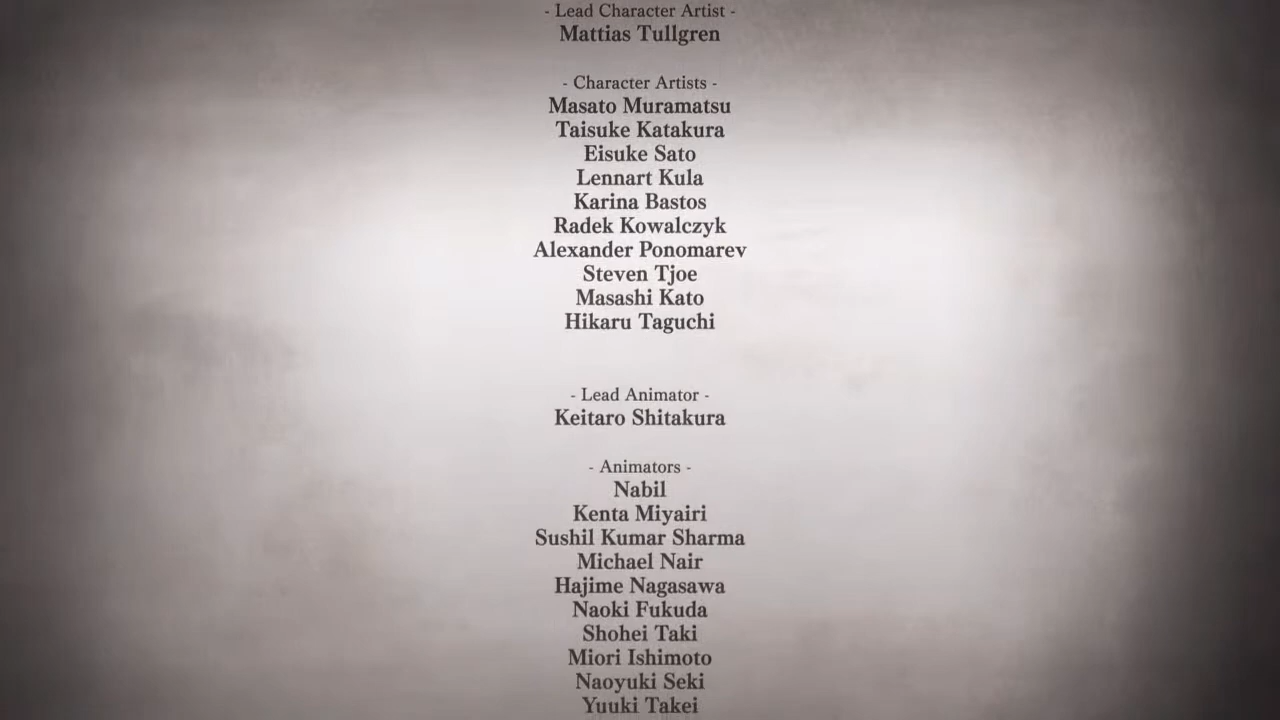 - Lead Character Artist -
Mattias Tullgren
- Character Artists -
Masato Muramatsu
Taisuke Katakura
Eisuke Sato
Lennart Kula
Karina Bastos
Radek Kowalczyk
Alexander Ponomarev
Steven Tjoe
Masashi Kato
Hikaru Taguchi
- Lead Animator -
Keitaro Shitakura
- Animators -
Nabil
Kenta Miyairi
Sushil Kumar Sharma
Michael Nair
Hajime Nagasawa
Naoki Fukuda
Shohei Taki
Miori Ishimoto
Naoyuki Seki
Yuuki Takei